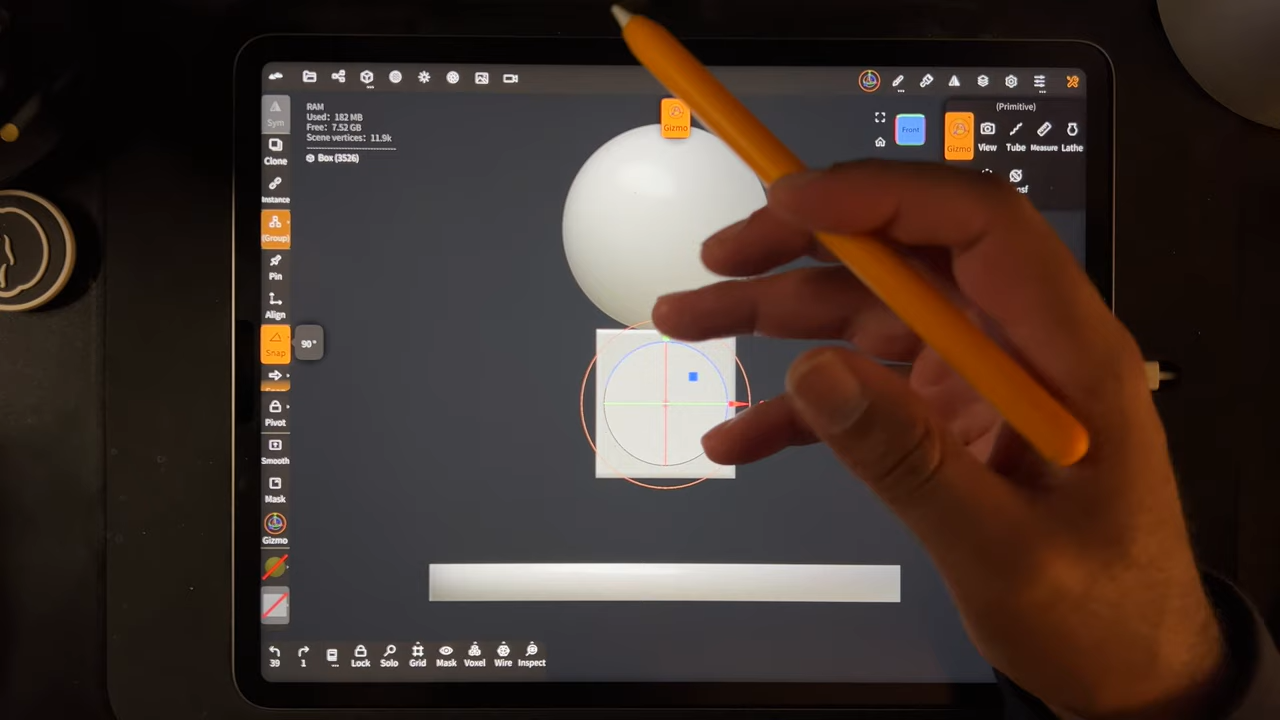 RAM
Used: 182 MB
Free: 7.52 GB
Scene vertices: 11.9k
Box (3526)
Sym
Clone
Instance
(Group)
Pin
Align
Snap
90°
Pivot
Smooth
Mask
Gizmo
39
1
Lock
Solo
Grid
Mask
Voxel
Wire
Inspect
Gizmo
Front
(Primitive)
Gizmo
View
Tube
Measure
Lathe